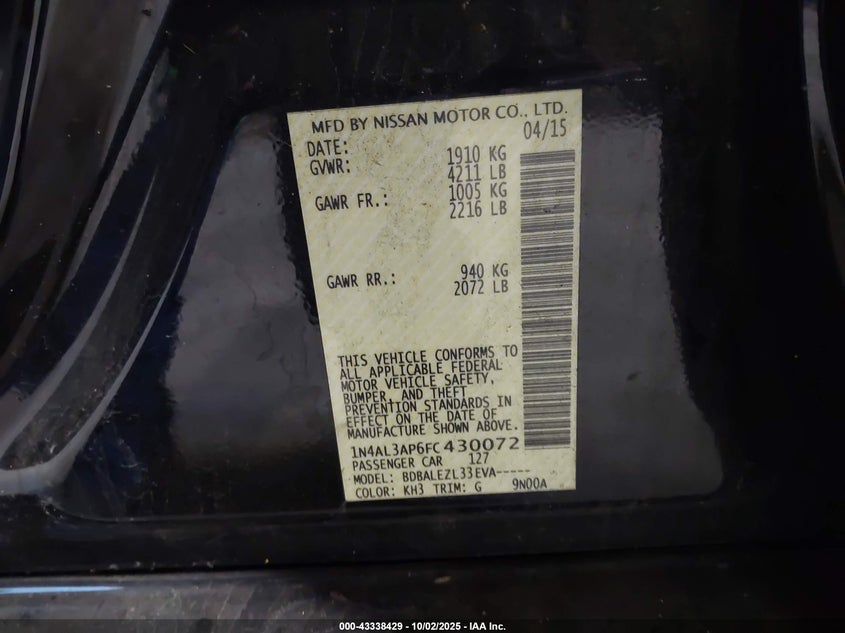 MFD BY NISSAN MOTOR CO., LTD.
DATE: 04/15
GVWR: 1910 KG
4211 LB
GAWR FR.: 1005 KG
2216 LB
GAWR RR.: 940 KG
2072 LB
THIS VEHICLE CONFORMS TO
ALL APPLICABLE FEDERAL
MOTOR VEHICLE SAFETY,
BUMPER, AND THEFT
PREVENTION STANDARDS IN
EFFECT ON THE DATE OF
MANUFACTURE SHOWN ABOVE.
1N4AL3AP6FC430072
PASSENGER CAR 127
MODEL: BDBALEZL33EVA-----
COLOR: KH3 TRIM: G 9N00A
000-43338429 - 10/02/2025 - IAA Inc.